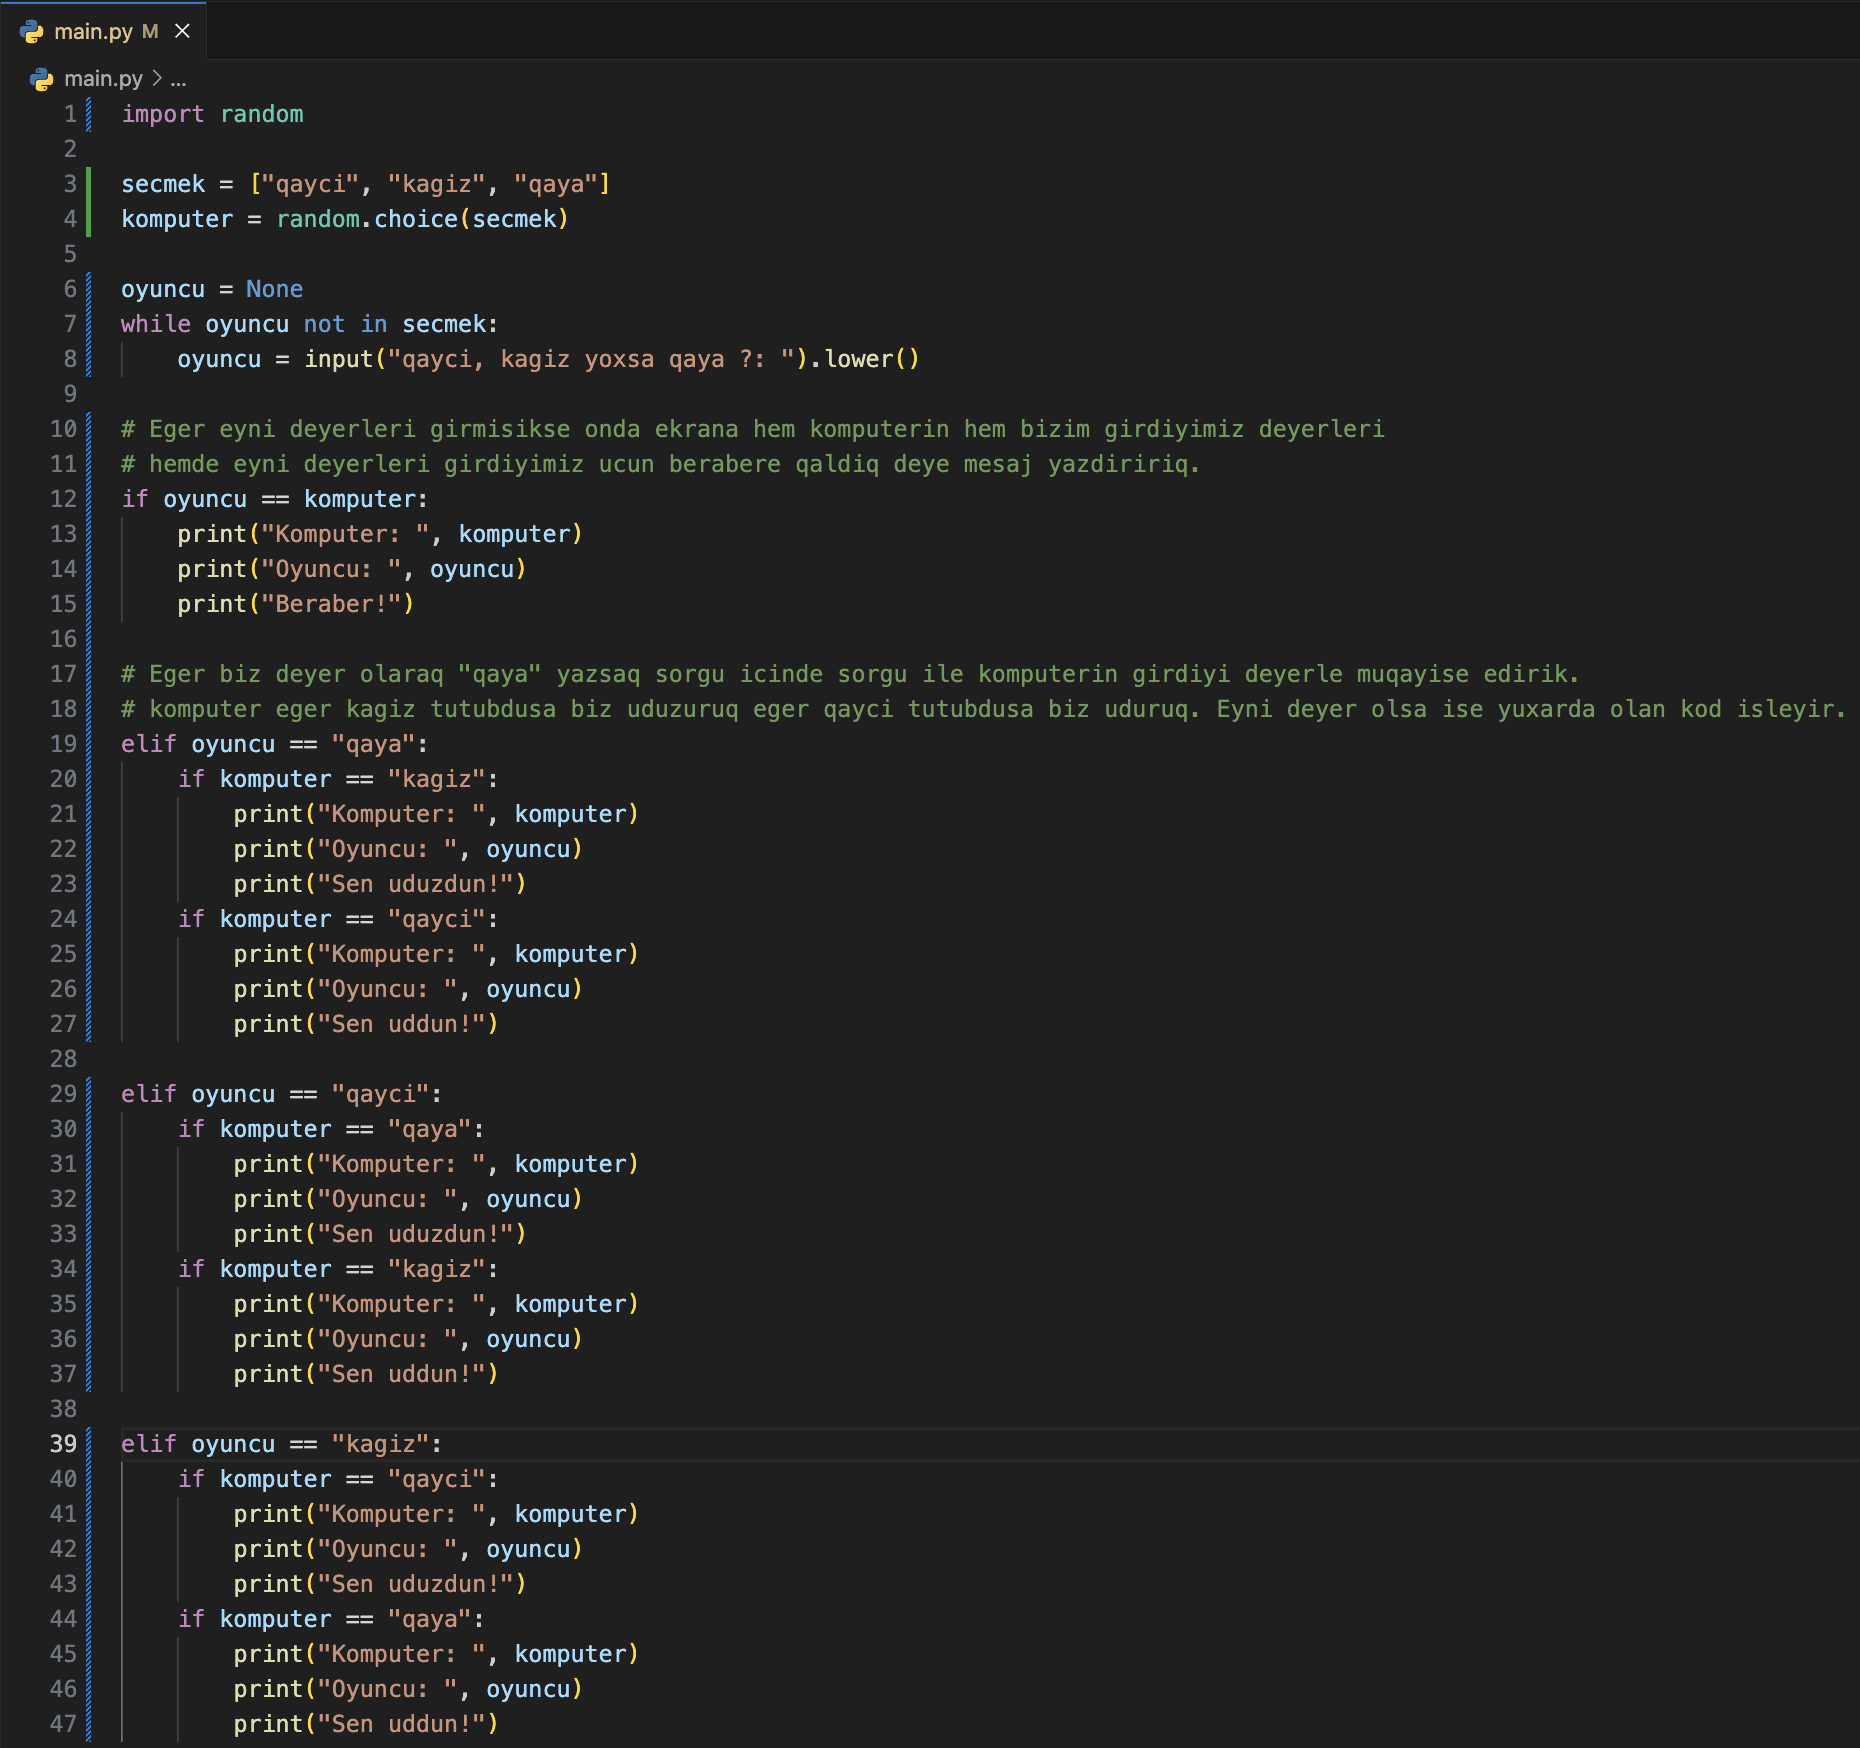 main.py M
main.py > ...
1 import random
2
3 secmek = ["qayci", "kagiz", "qaya"]
4 komputer = random.choice(secmek)
5
6 oyuncu = None
7 while oyuncu not in secmek:
8     oyuncu = input("qayci, kagiz yoxsa qaya ?: ").lower()
9
10 # Eger eyni deyerleri girmisikse onda ekrana hem komputerin hem bizim girdiyimiz deyerleri
11 # hemde eyni deyerleri girdiyimiz ucun berabere qaldiq deye mesaj yazdiririq.
12 if oyuncu == komputer:
13     print("Komputer: ", komputer)
14     print("Oyuncu: ", oyuncu)
15     print("Beraber!")
16
17 # Eger biz deyer olaraq "qaya" yazsaq sorgu icinde sorgu ile komputerin girdiyi deyerle muqayise edirik.
18 # komputer eger kagiz tutubdusa biz uduzuruq eger qayci tutubdusa biz uduruq. Eyni deyer olsa ise yuxarda olan kod isleyir.
19 elif oyuncu == "qaya":
20     if komputer == "kagiz":
21         print("Komputer: ", komputer)
22         print("Oyuncu: ", oyuncu)
23         print("Sen uduzdun!")
24     if komputer == "qayci":
25         print("Komputer: ", komputer)
26         print("Oyuncu: ", oyuncu)
27         print("Sen uddun!")
28
29 elif oyuncu == "qayci":
30     if komputer == "qaya":
31         print("Komputer: ", komputer)
32         print("Oyuncu: ", oyuncu)
33         print("Sen uduzdun!")
34     if komputer == "kagiz":
35         print("Komputer: ", komputer)
36         print("Oyuncu: ", oyuncu)
37         print("Sen uddun!")
38
39 elif oyuncu == "kagiz":
40     if komputer == "qayci":
41         print("Komputer: ", komputer)
42         print("Oyuncu: ", oyuncu)
43         print("Sen uduzdun!")
44     if komputer == "qaya":
45         print("Komputer: ", komputer)
46         print("Oyuncu: ", oyuncu)
47         print("Sen uddun!")